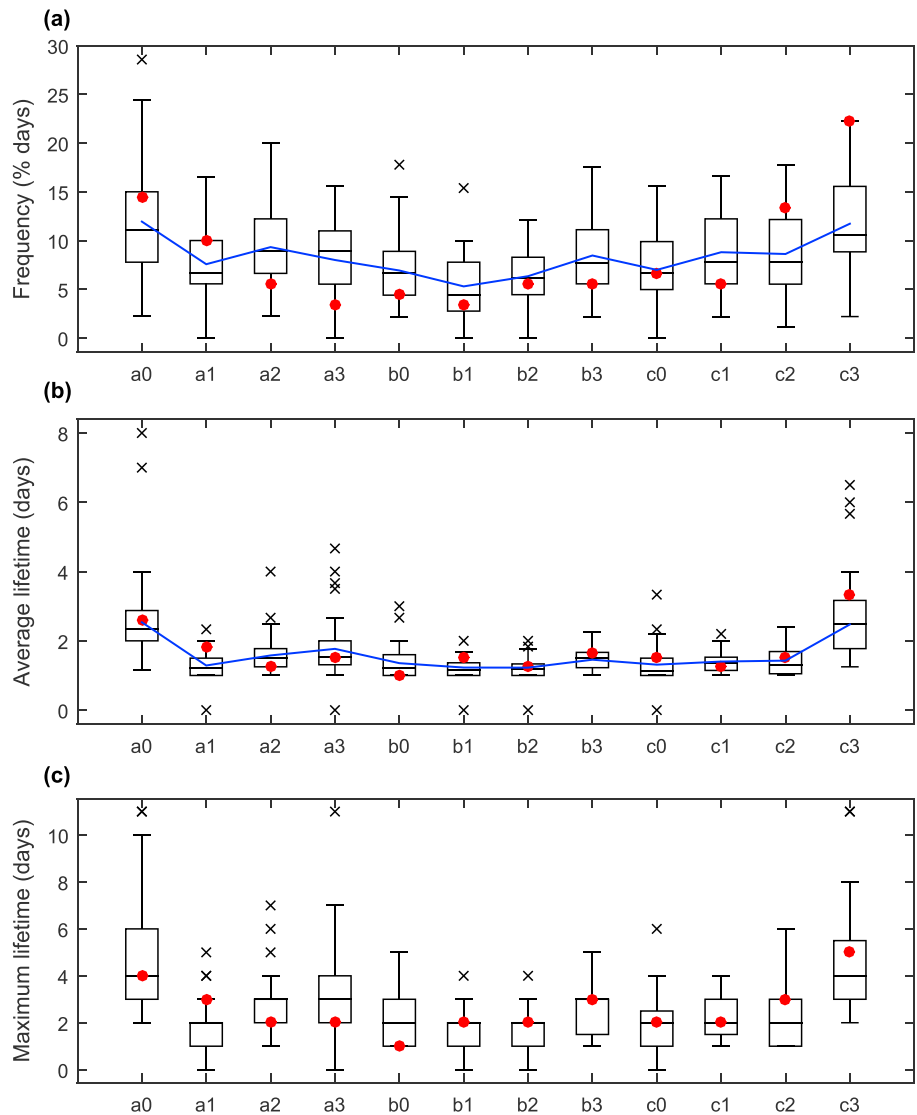 (a)
Frequency (% days)
30
25
20
15
10
5
0
a0 a1 a2 a3 b0 b1 b2 b3 c0 c1 c2 c3
(b)
Average lifetime (days)
8
6
4
2
0
a0 a1 a2 a3 b0 b1 b2 b3 c0 c1 c2 c3
(c)
Maximum lifetime (days)
10
8
6
4
2
0
a0 a1 a2 a3 b0 b1 b2 b3 c0 c1 c2 c3